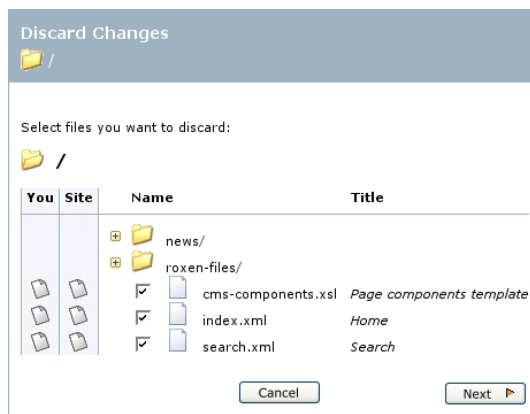 Discard Changes
/
Select files you want to discard:
/
You Site Name Title
news/
roxen-files/
cms-components.xsl Page components template
index.xml Home
search.xml Search
Cancel Next